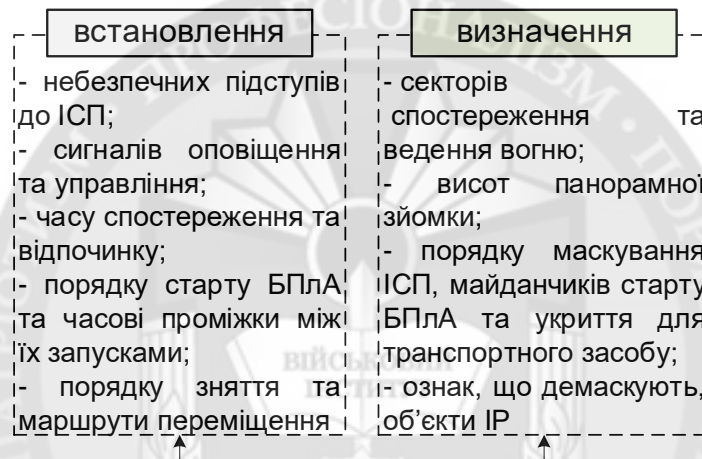 встановлення
- небезпечних підступів
до ІСП;
- сигналів оповіщення
та управління;
- часу спостереження та
відпочинку;
- порядку старту БПлА
та часові проміжки між
їх запусками;
- порядку зняття та
маршрути переміщення
визначення
- секторів
спостереження та
ведення вогню;
- висот панорамної
зйомки;
- порядку маскування
ІСП, майданчиків старту
БПлА та укриття для
транспортного засобу;
- ознак, що демаскують,
об’єкти ІР